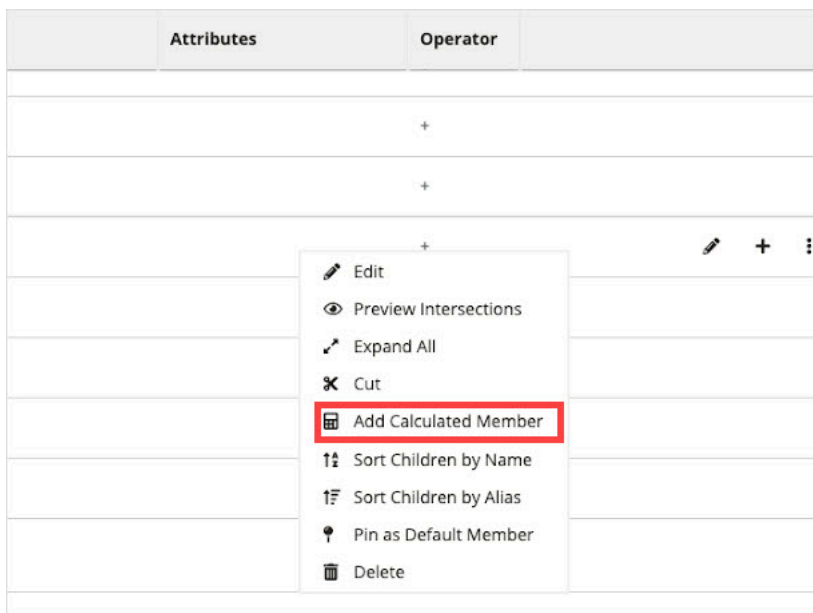 Attributes Operator
+
+
+
+
Edit
Preview Intersections
Expand All
Cut
Add Calculated Member
Sort Children by Name
Sort Children by Alias
Pin as Default Member
Delete